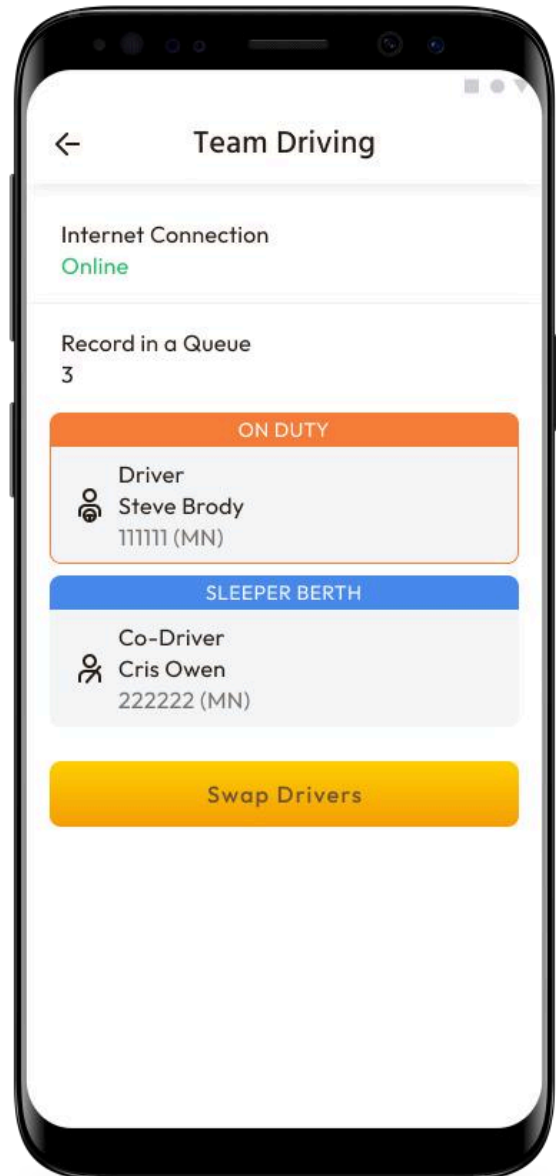 Team Driving
Internet Connection
Online
Record in a Queue
3
ON DUTY
Driver
Steve Brody
111111 (MN)
SLEEPER BERTH
Co-Driver
Cris Owen
222222 (MN)
Swap Drivers